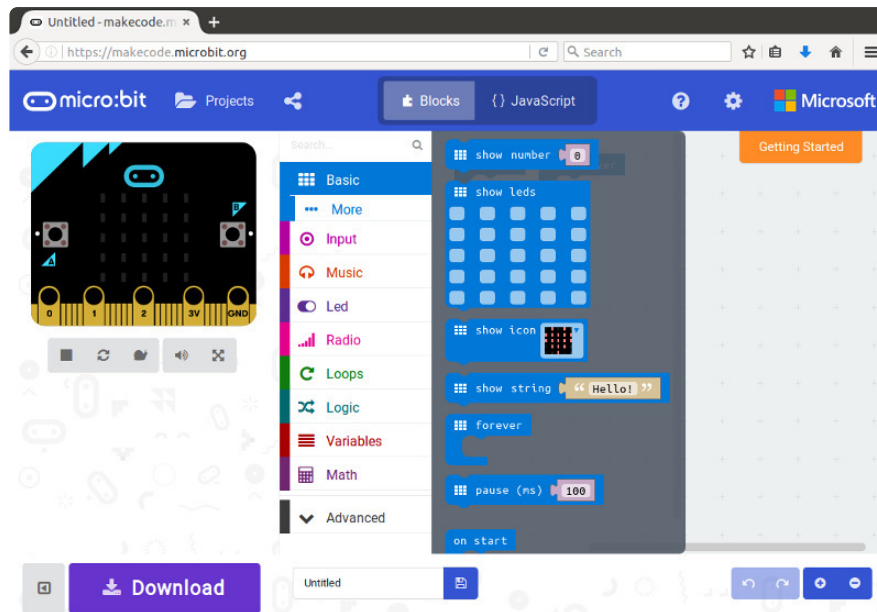 Untitled - makecode.m
https://makecode.microbit.org
Search
micro:bit
Projects
Blocks
{ } JavaScript
Microsoft
Search...
Basic
More
Input
Music
Led
Radio
Loops
Logic
Variables
Math
Advanced
show number 0
show leds
show icon
show string “ Hello! ”
forever
pause (ms) 100
on start
Getting Started
B
A
0 1 2 3V GND
Download
Untitled